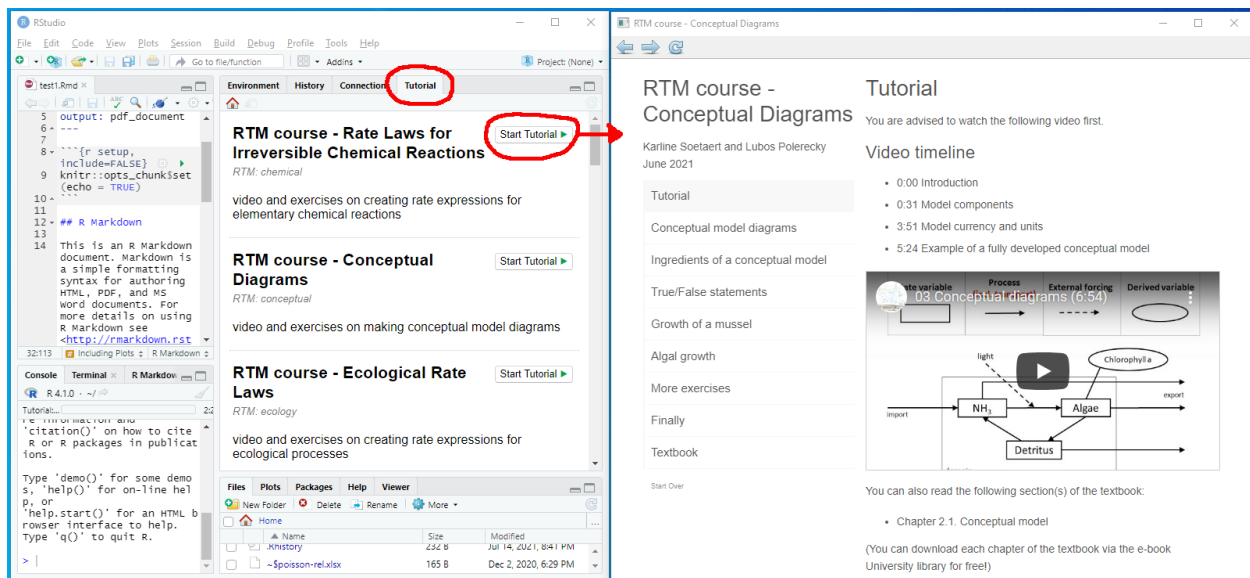 RStudio
File Edit Code View Plots Session Build Debug Profile Tools Help
Go to file/function
Addins
Project: (None)
test1.Rmd
ABC
5 output: pdf_document
6 ---
7
8 ```{r setup,
include=FALSE}
9 knitr::opts_chunk$set
(echo = TRUE)
10 ```
11
12 ## R Markdown
13
14 This is an R Markdown
document. Markdown is
a simple formatting
syntax for authoring
HTML, PDF, and MS
Word documents. For
more details on using
R Markdown see
<http://rmarkdown.rst
32:113 Including Plots R Markdown
Console Terminal R Markdow
R 4.1.0 · ~/
Tutorial:...
'citation()' on how to cite
R or R packages in publicat
ions.
Type 'demo()' for some demo
s, 'help()' for on-line hel
p, or
'help.start()' for an HTML b
rowser interface to help.
Type 'q()' to quit R.
>
Environment History Connection Tutorial
RTM course - Rate Laws for
Irreversible Chemical Reactions
Start Tutorial
RTM: chemical
video and exercises on creating rate expressions for
elementary chemical reactions
RTM course - Conceptual
Diagrams
Start Tutorial
RTM: conceptual
video and exercises on making conceptual model diagrams
RTM course - Ecological Rate
Laws
Start Tutorial
RTM: ecology
video and exercises on creating rate expressions for
ecological processes
Files Plots Packages Help Viewer
New Folder Delete Rename More
Home
...
Name Size Modified
.Rhistory 232 B Jul 14, 2021, 8:41 PM
~$poisson-rel.xlsx 165 B Dec 2, 2020, 6:29 PM
RTM course - Conceptual Diagrams
RTM course -
Conceptual Diagrams
Karline Soetaert and Lubos Polerecky
June 2021
Tutorial
Conceptual model diagrams
Ingredients of a conceptual model
True/False statements
Growth of a mussel
Algal growth
More exercises
Finally
Textbook
Start Over
Tutorial
You are advised to watch the following video first.
Video timeline
• 0:00 Introduction
• 0:31 Model components
• 3:51 Model currency and units
• 5:24 Example of a fully developed conceptual model
03 Conceptual diagrams (6:54)
variable Process External forcing Derived variable
light
Chlorophyll a
import
NH3
Algae
export
Detritus
You can also read the following section(s) of the textbook:
• Chapter 2.1. Conceptual model
(You can download each chapter of the textbook via the e-book
University library for free!)